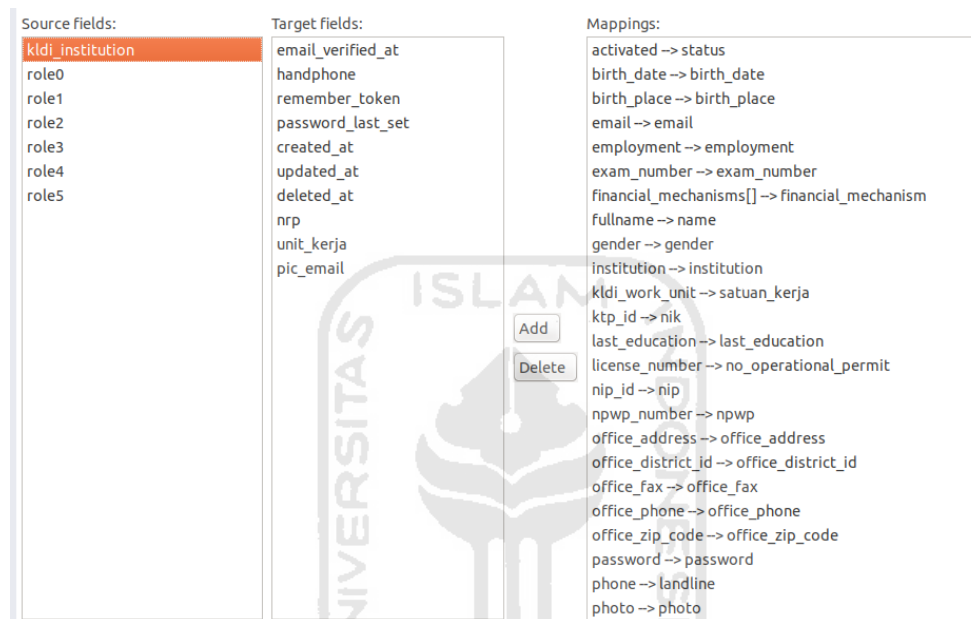 Source fields:
kldi_institution
role0
role1
role2
role3
role4
role5
Target fields:
email_verified_at
handphone
remember_token
password_last_set
created_at
updated_at
deleted_at
nrp
unit_kerja
pic_email
Add
Delete
Mappings:
activated --> status
birth_date --> birth_date
birth_place --> birth_place
email --> email
employment --> employment
exam_number --> exam_number
financial_mechanisms[] --> financial_mechanism
fullname --> name
gender --> gender
institution --> institution
kldi_work_unit --> satuan_kerja
ktp_id --> nik
last_education --> last_education
license_number --> no_operational_permit
nip_id --> nip
npwp_number --> npwp
office_address --> office_address
office_district_id --> office_district_id
office_fax --> office_fax
office_phone --> office_phone
office_zip_code --> office_zip_code
password --> password
phone --> landline
photo --> photo
UNIVERSITAS
ISLAM
INDONES